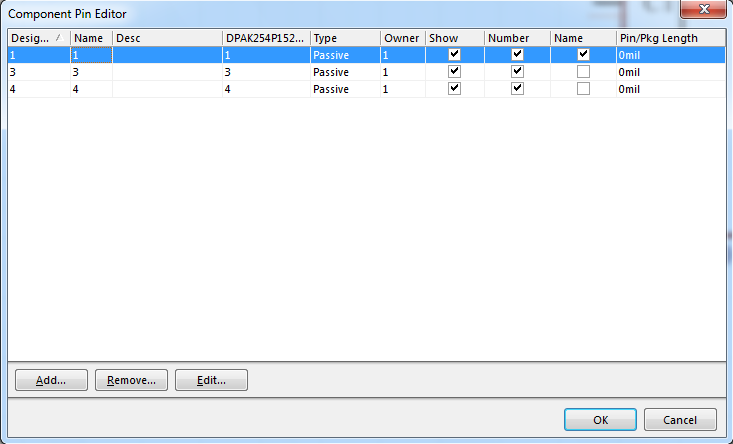 Component Pin Editor
Desig... Name Desc DPAK254P152... Type Owner Show Number Name Pin/Pkg Length
1 1 1 Passive 1 0mil
3 3 3 Passive 1 0mil
4 4 4 Passive 1 0mil
Add... Remove... Edit...
OK Cancel